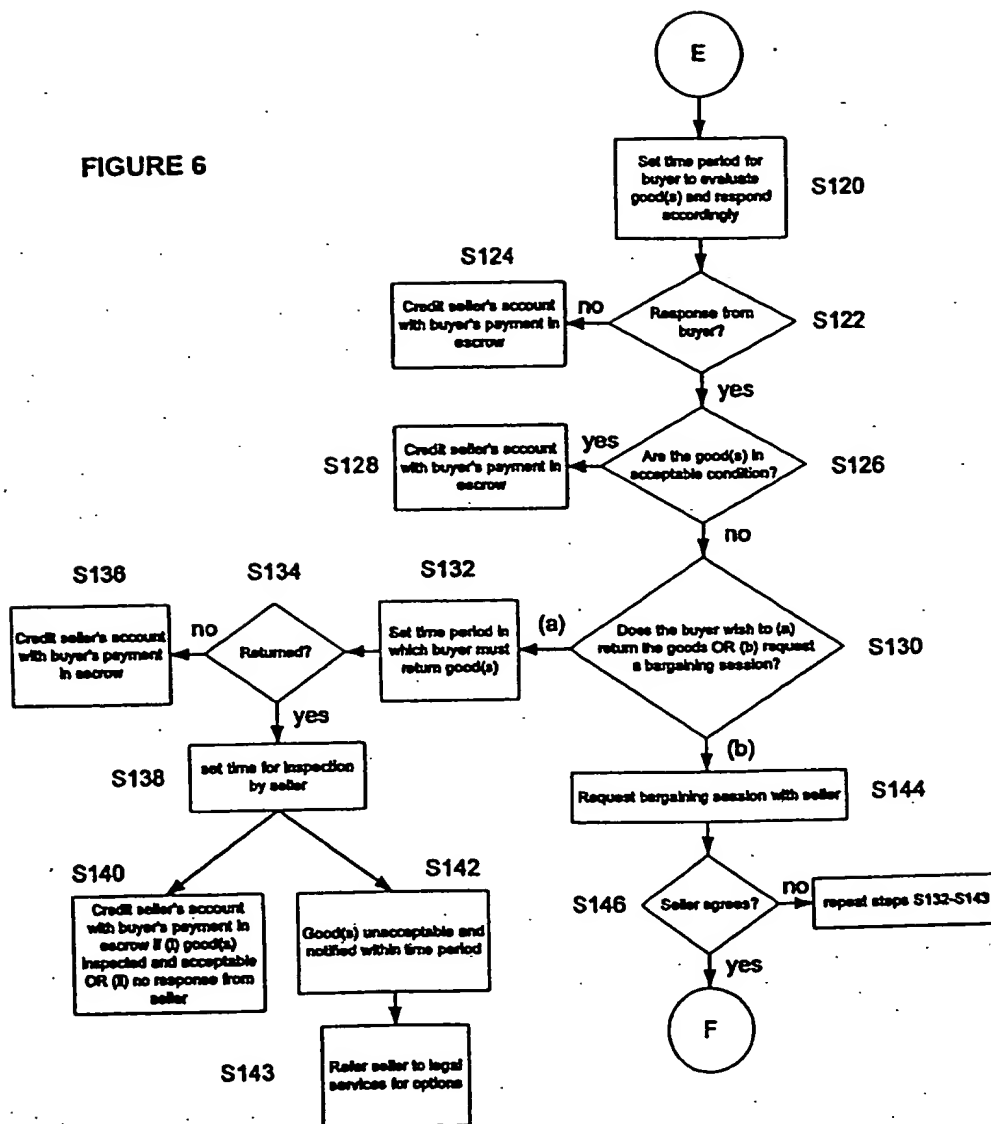 FIGURE 6
E
Set time period for
buyer to evaluate
good(s) and respond
accordingly
S120
S124
Credit seller's account
with buyer's payment in
escrow
no
Response from
buyer?
S122
yes
S128
Credit seller's account
with buyer's payment in
escrow
yes
Are the good(s) in
acceptable condition?
S126
no
S136
S134
S132
Credit seller's account
with buyer's payment
in escrow
no
Returned?
Set time period in
which buyer must
return good(s)
(a)
Does the buyer wish to (a)
return the goods OR (b) request
a bargaining session?
S130
yes
(b)
S138
set time for inspection
by seller
Request bargaining session with seller
S144
S140
Credit seller's account
with buyer's payment in
escrow if (i) good(s)
inspected and acceptable
OR (ii) no response from
seller
S142
Good(s) unacceptable and
notified within time period
S146
Seller agrees?
no
repeat steps S132-S143
yes
F
S143
Refer seller to legal
services for options